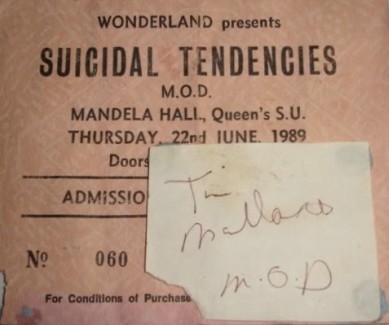 WONDERLAND presents
SUICIDAL TENDENCIES
M.O.D.
MANDELA HALL, Queen's S.U.
THURSDAY, 22nd JUNE, 1989
Doors
ADMISSIO
No 060
For Conditions of Purchase
Tim
Mallares
M.O.D